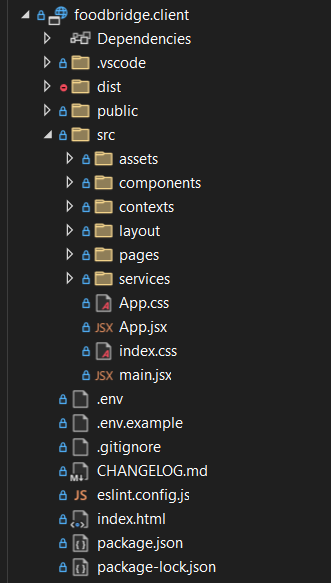 foodbridge.client
Dependencies
.vscode
dist
public
src
assets
components
contexts
layout
pages
services
App.css
JSX App.jsx
index.css
JSX main.jsx
.env
.env.example
.gitignore
M CHANGELOG.md
JS eslint.config.js
index.html
package.json
package-lock.json